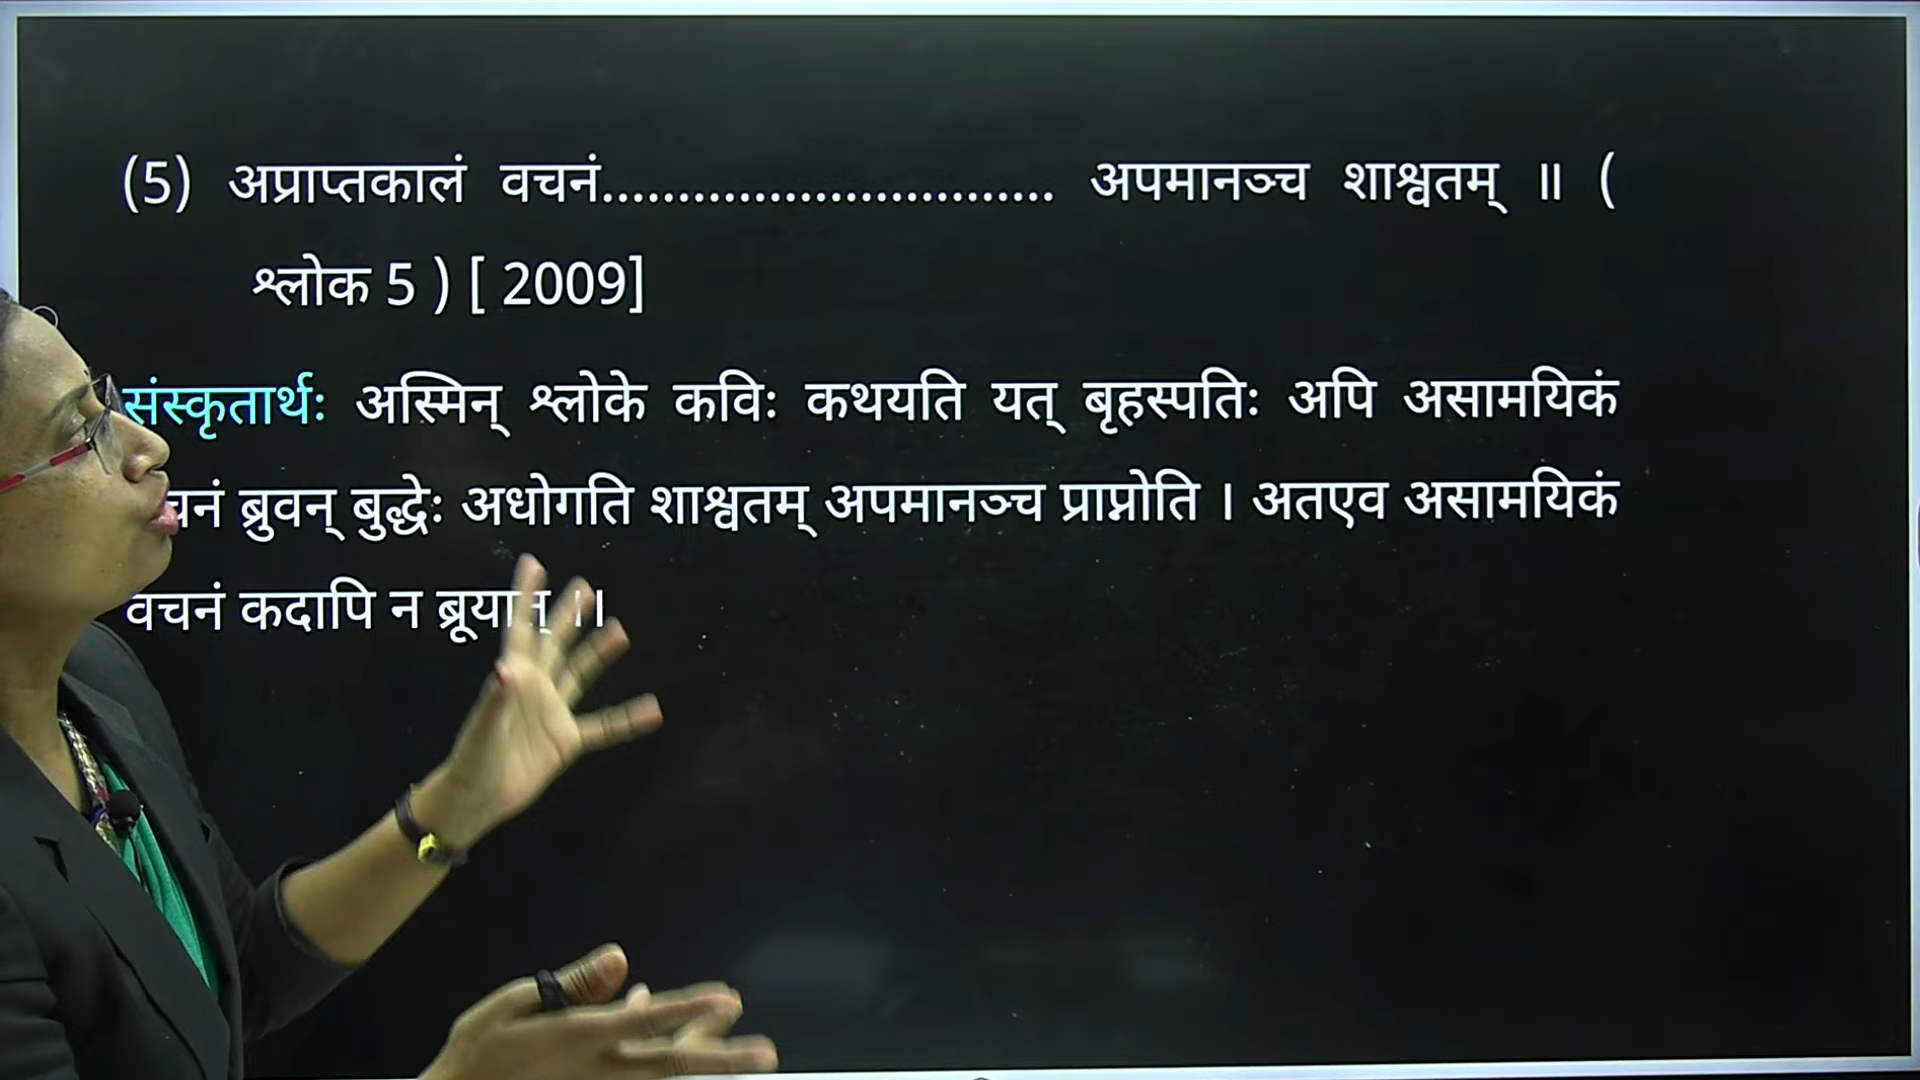 (5) अप्राप्तकालं वचनं.............................. अपमानञ्च शाश्वतम् ॥ (
श्लोक 5 ) [ 2009]
संस्कृतार्थः अस्मिन् श्लोके कविः कथयति यत् बृहस्पतिः अपि असामयिकं
ब्रुवन् बुद्धेः अधोगति शाश्वतम् अपमानञ्च प्राप्नोति । अतएव असामयिकं
वचनं कदापि न ब्रूयात् ।।